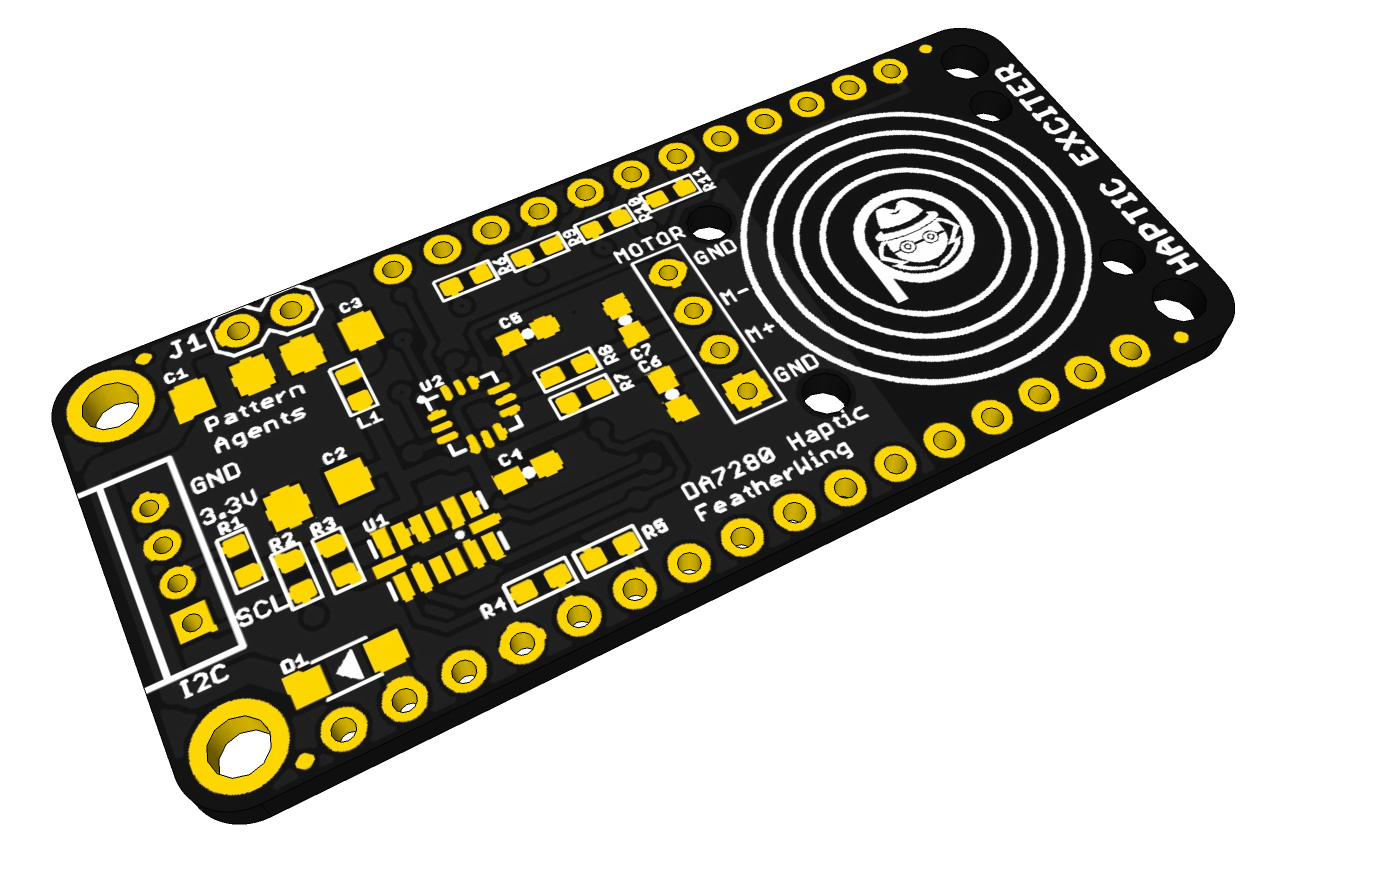 HAPTIC EXCITER
R11
R10
R9
R6
MOTOR
GND
M-
M+
GND
C3
J1
C1
C5
C7
C6
R8
R7
U2
L1
Pattern
Agents
C2
C4
GND
3.3V
R1
R2
R3
U1
SCL
R5
R4
D1
I2C
DA7280 Haptic
FeatherWing